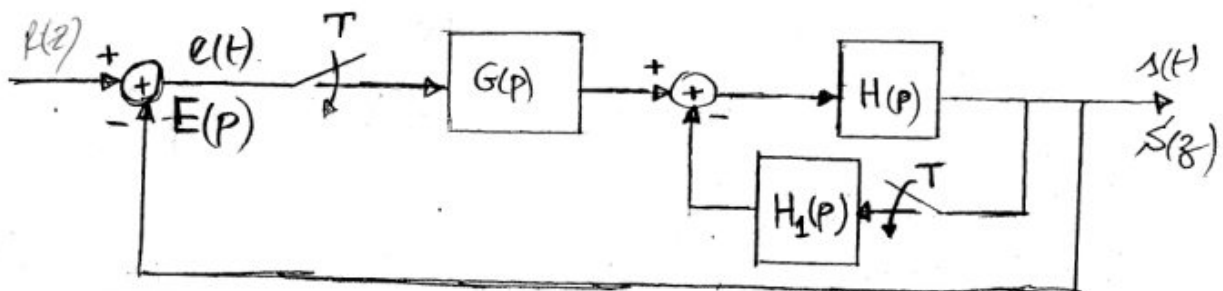 R(z)
+
e(t)
T
G(p)
+
H(p)
s(t)
+
-
E(p)
+
-
S(z)
H₁(p)
T